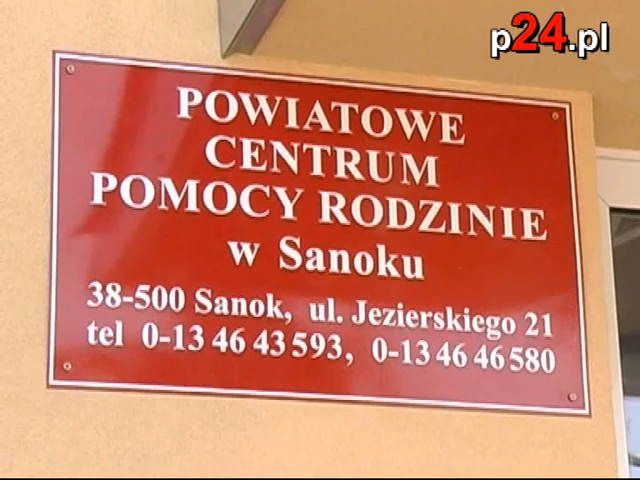 p24.pl
POWIATOWE
CENTRUM
POMOCY RODZINIE
w Sanoku
38-500 Sanok, ul. Jezierskiego 21
tel 0-13 46 43 593, 0-13 46 46 580